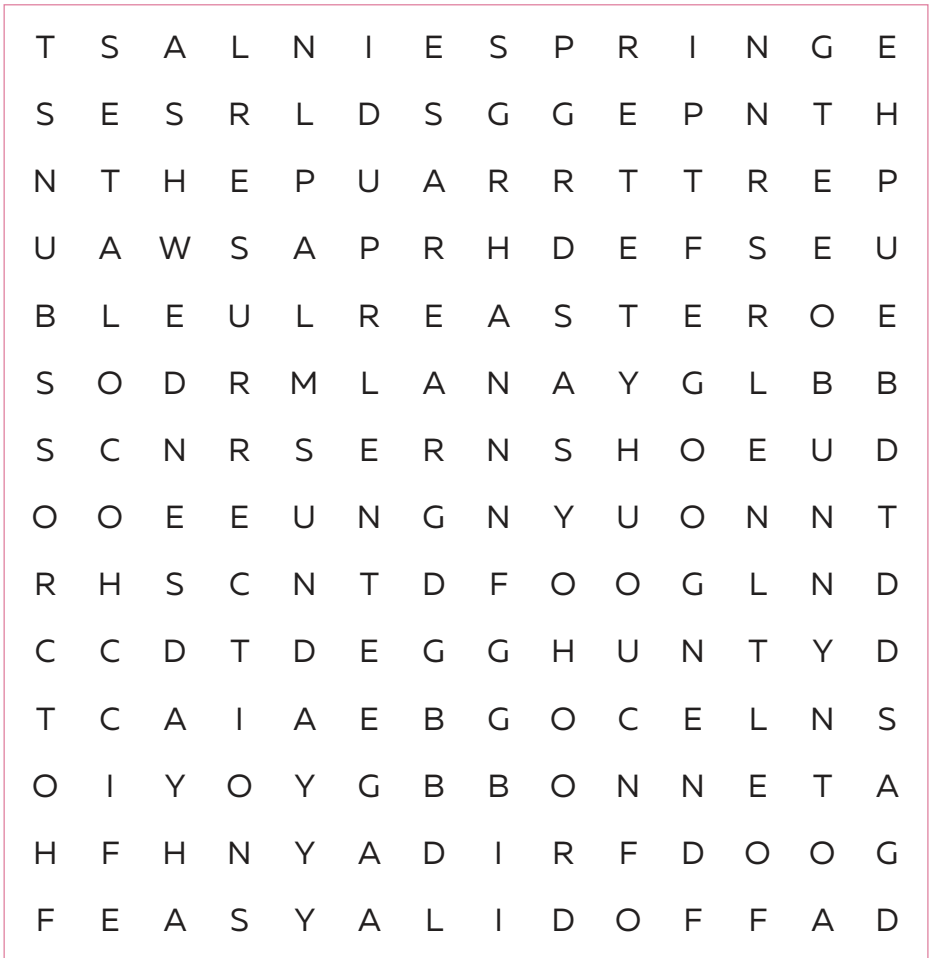 T S A L N I E S P R I N G E
S E S R L D S G G E P N T H
N T H E P U A R R T T R E P
U A W S A P R H D E F S E U
B L E U L R E A S T E R O E
S O D R M L A N A Y G L B B
S C N R S E R N S H O E U D
O O E E U N G N Y U O N N T
R H S C N T D F O O G L N D
C C D T D E G G H U N T Y D
T C A I A E B G O C E L N S
O I Y O Y G B B O N N E T A
H F H N Y A D I R F D O O G
F E A S Y A L I D O F F A D